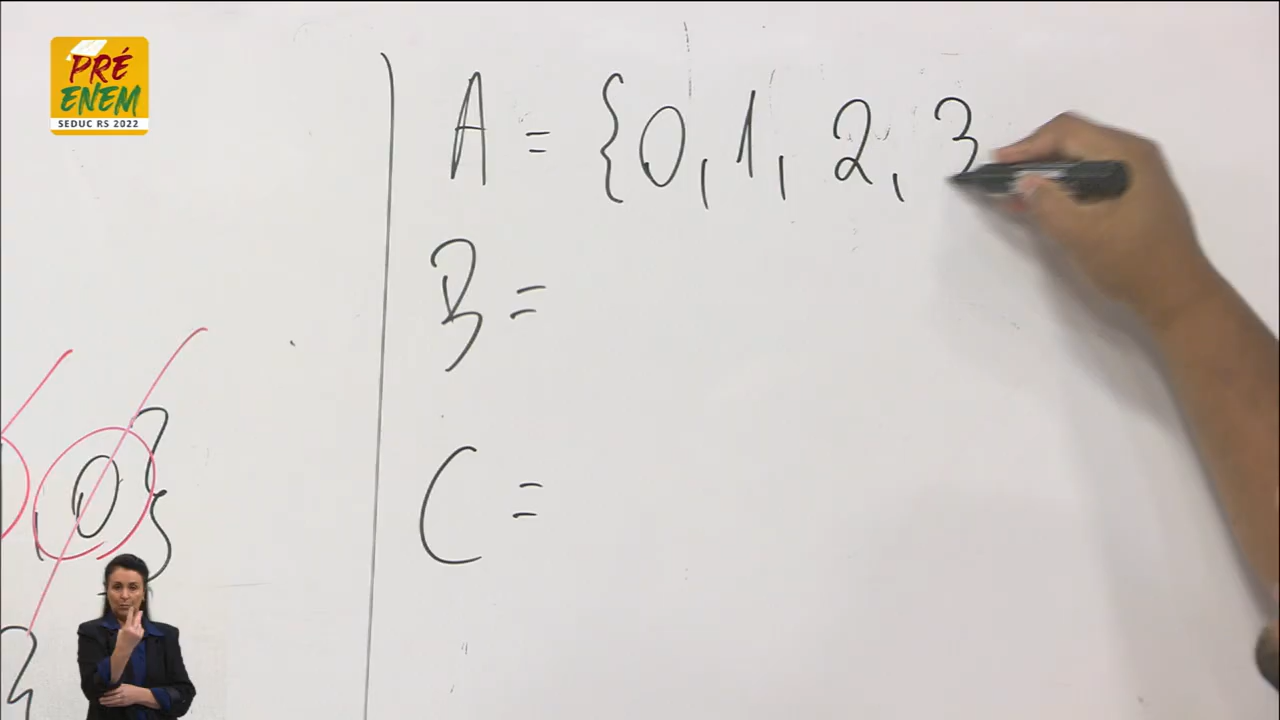 PRÉ
ENEM
SEDUC RS 2022
A = {0, 1, 2, 3
B =
C =
0}
}